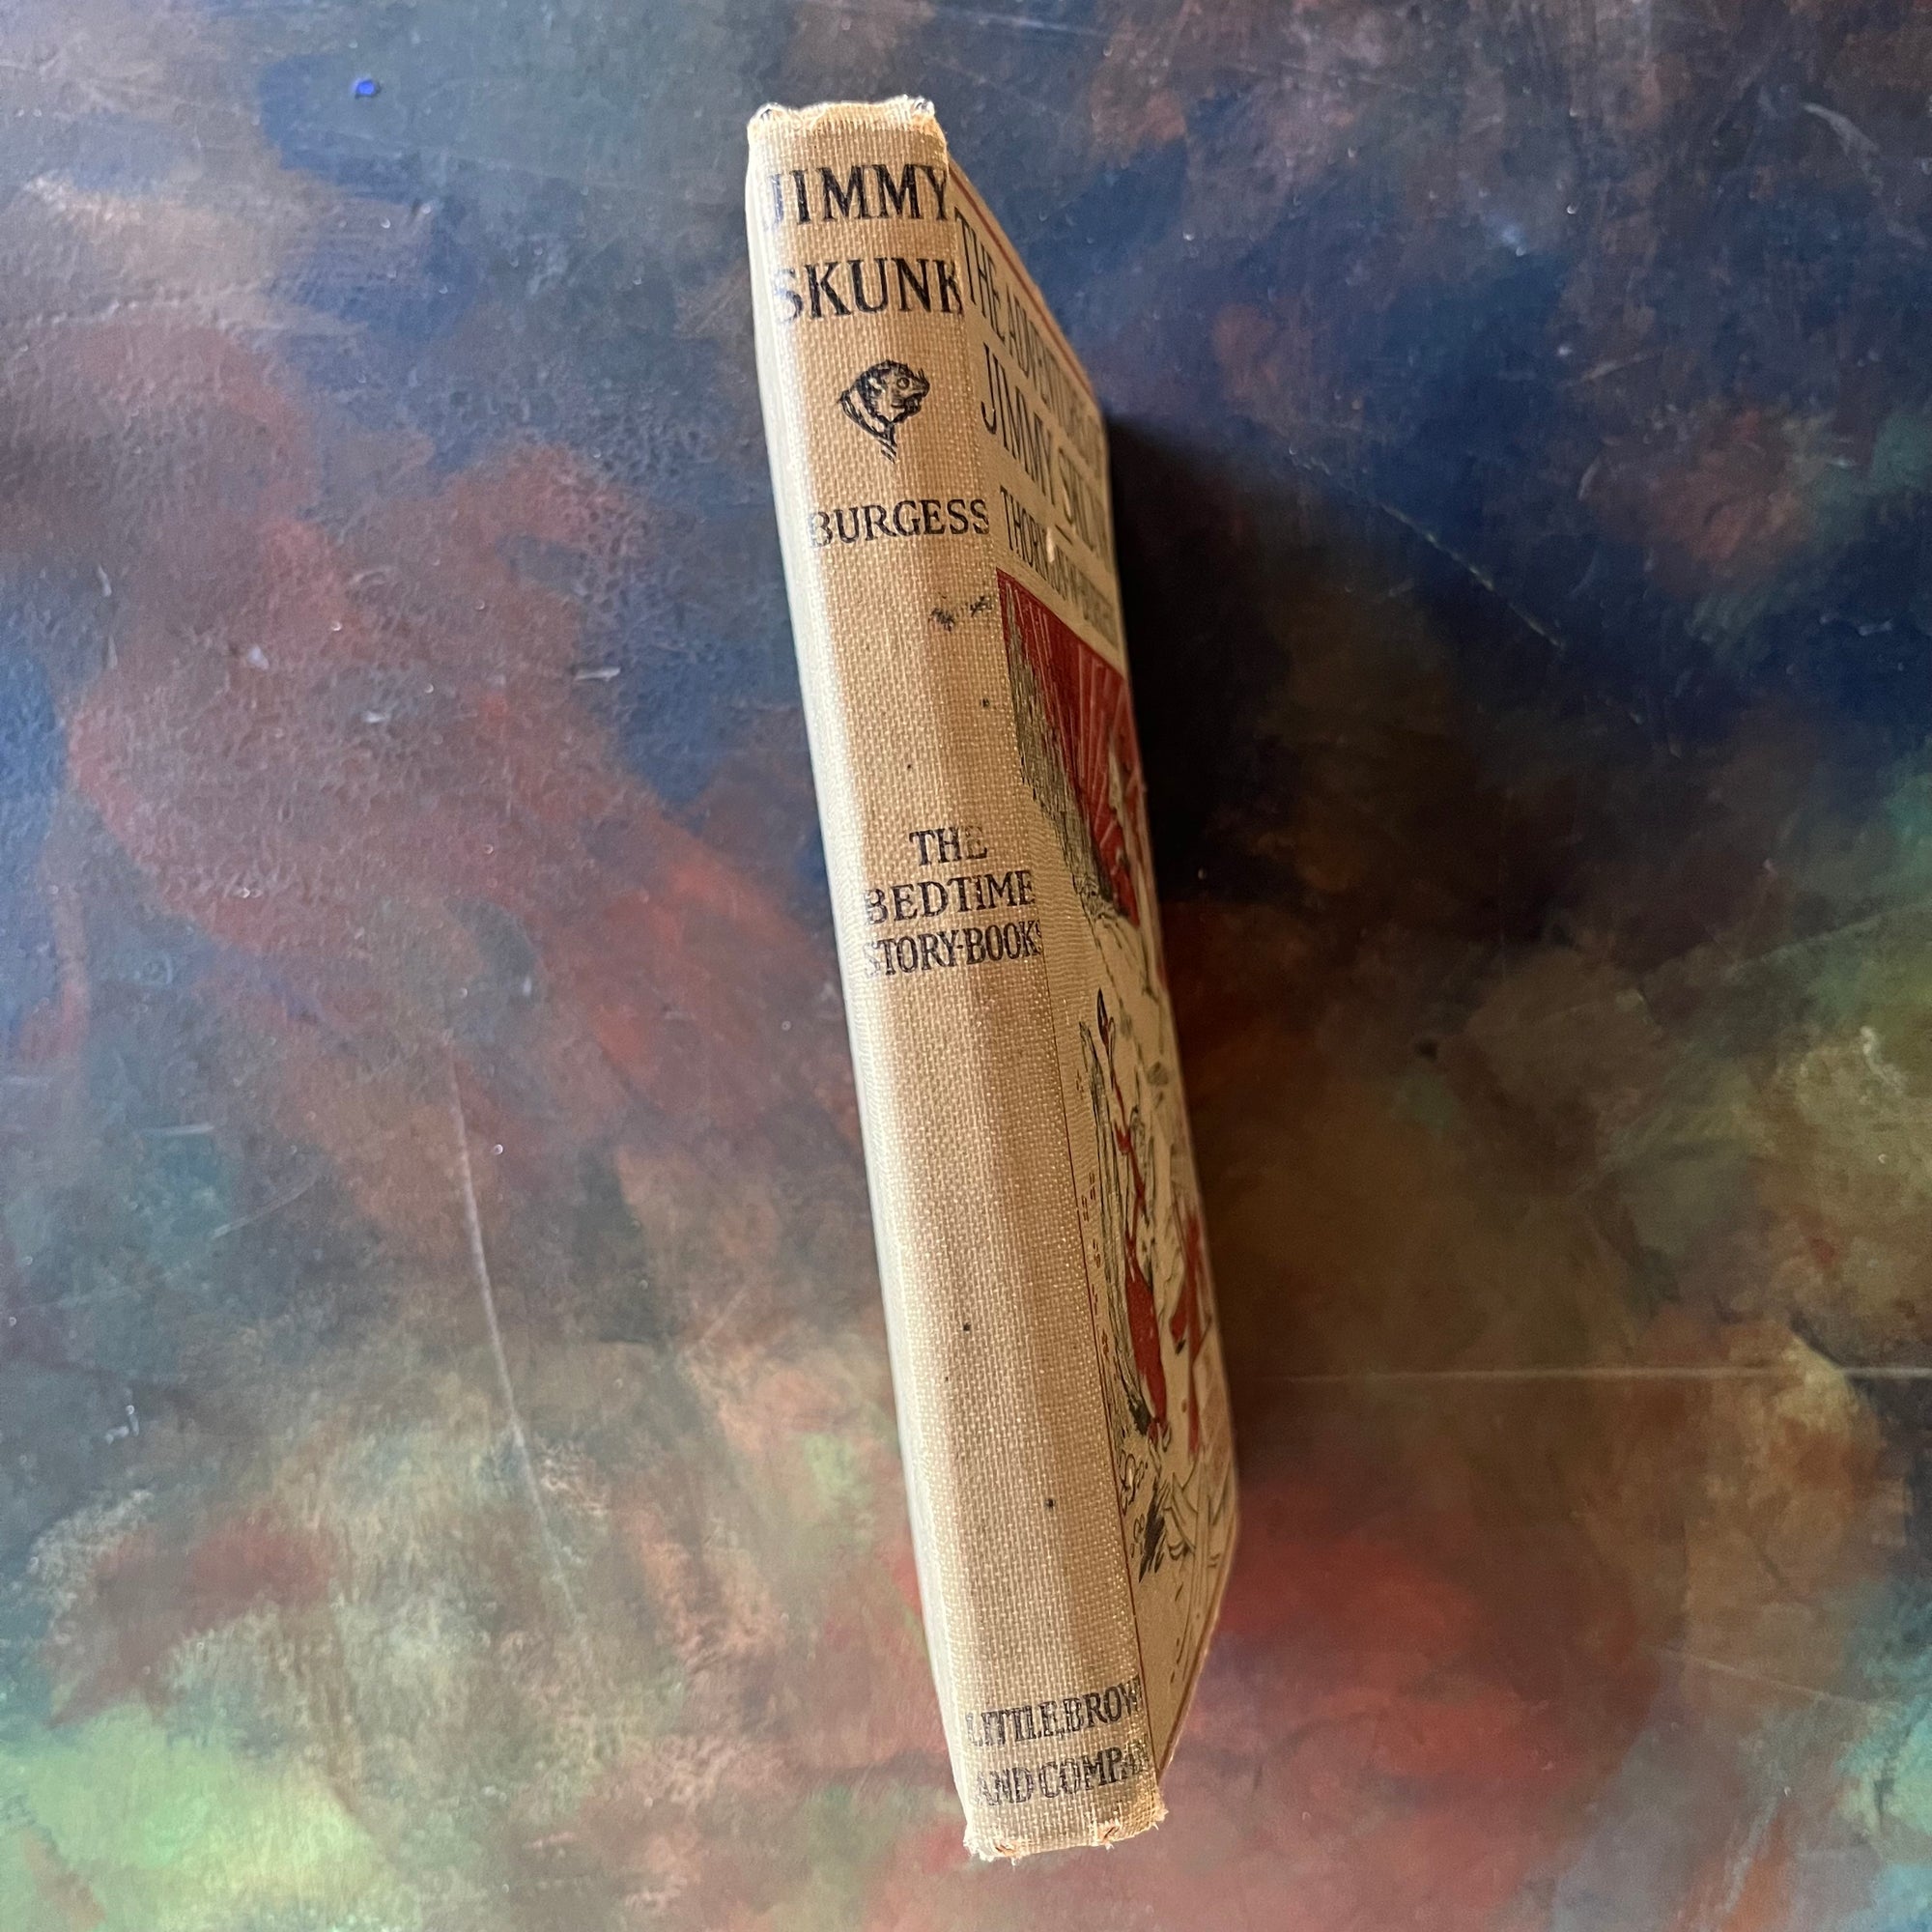 JIMMY
SKUNK
BURGESS
THE
BEDTIME
STORY-BOOKS
LITTLE, BROWN
AND COMPANY
THE ADVENTURES OF
JIMMY SKUNK
THORNTON W. BURGESS